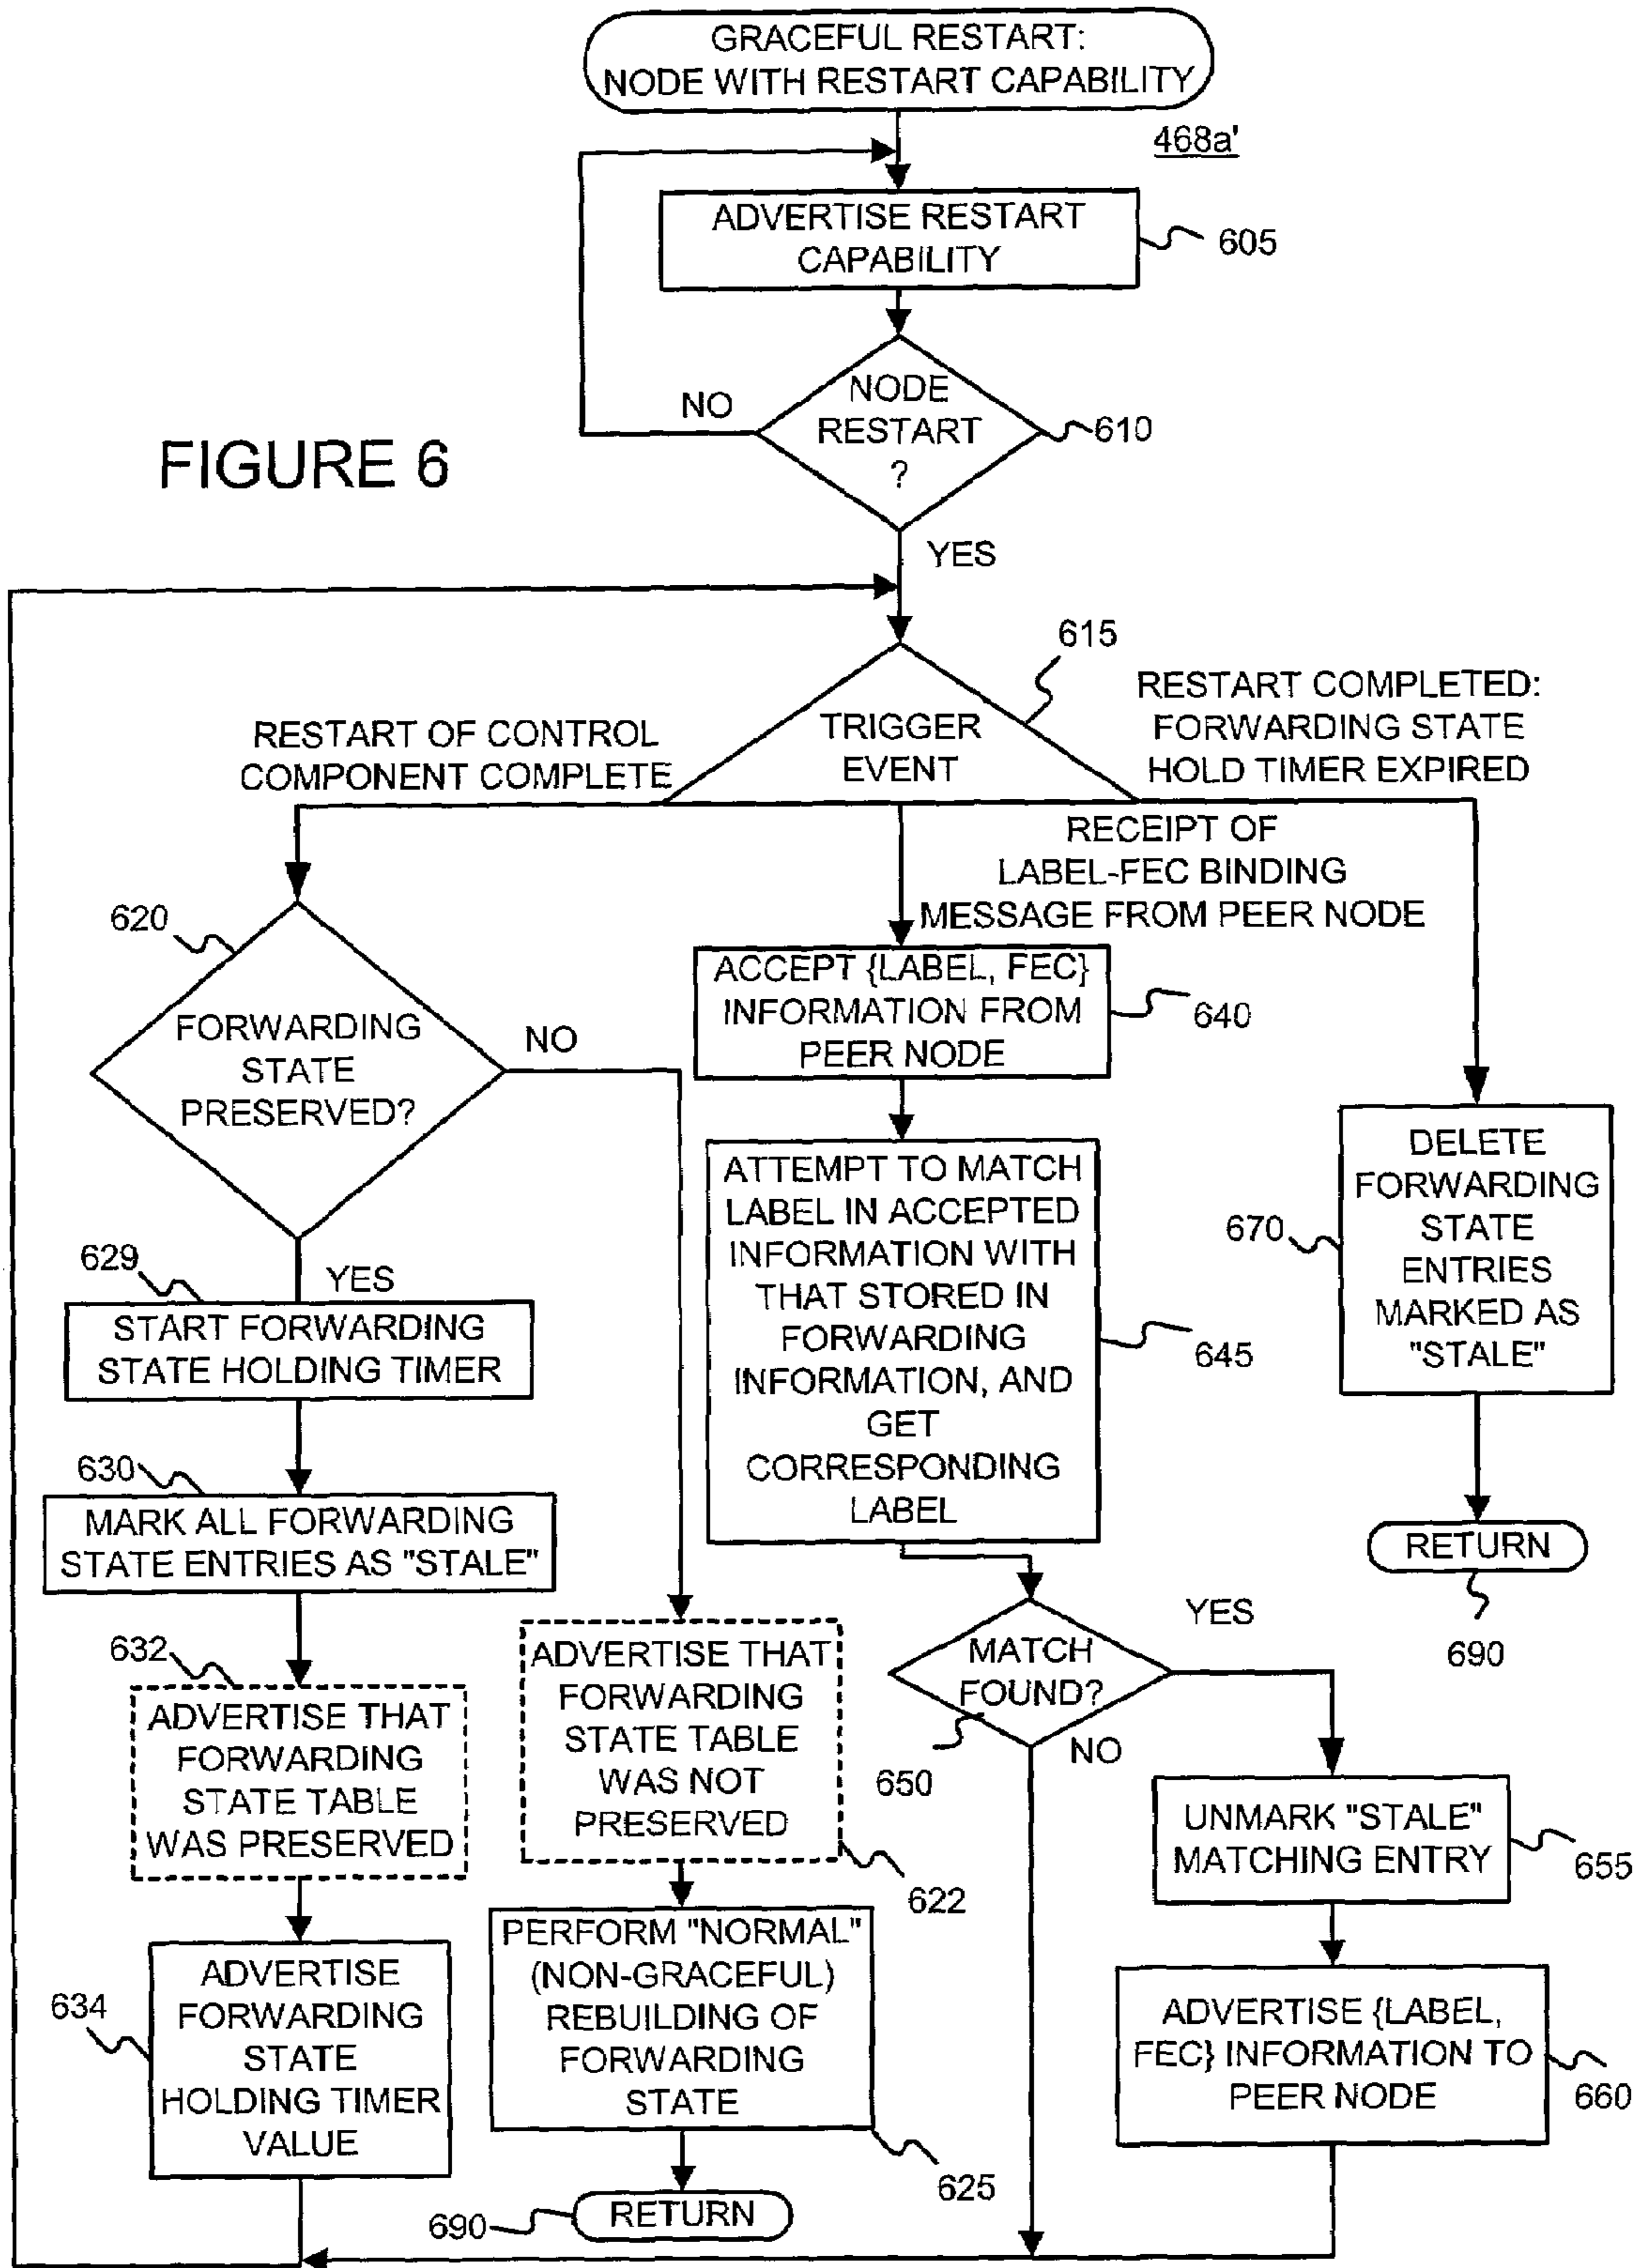 GRACEFUL RESTART:
NODE WITH RESTART CAPABILITY
468a'
ADVERTISE RESTART
CAPABILITY
605
NODE
RESTART
?
NO
610
FIGURE 6
YES
615
TRIGGER
EVENT
RESTART OF CONTROL
COMPONENT COMPLETE
RESTART COMPLETED:
FORWARDING STATE
HOLD TIMER EXPIRED
RECEIPT OF
LABEL-FEC BINDING
MESSAGE FROM PEER NODE
620
FORWARDING
STATE
PRESERVED?
NO
YES
629
START FORWARDING
STATE HOLDING TIMER
630
MARK ALL FORWARDING
STATE ENTRIES AS "STALE"
632
ADVERTISE THAT
FORWARDING
STATE TABLE
WAS PRESERVED
634
ADVERTISE
FORWARDING
STATE
HOLDING TIMER
VALUE
ADVERTISE THAT
FORWARDING
STATE TABLE
WAS NOT
PRESERVED
622
PERFORM "NORMAL"
(NON-GRACEFUL)
REBUILDING OF
FORWARDING
STATE
625
690
RETURN
ACCEPT {LABEL, FEC}
INFORMATION FROM
PEER NODE
640
ATTEMPT TO MATCH
LABEL IN ACCEPTED
INFORMATION WITH
THAT STORED IN
FORWARDING
INFORMATION, AND
GET
CORRESPONDING
LABEL
645
MATCH
FOUND?
650
YES
NO
UNMARK "STALE"
MATCHING ENTRY
655
ADVERTISE {LABEL,
FEC} INFORMATION TO
PEER NODE
660
670
DELETE
FORWARDING
STATE
ENTRIES
MARKED AS
"STALE"
RETURN
690